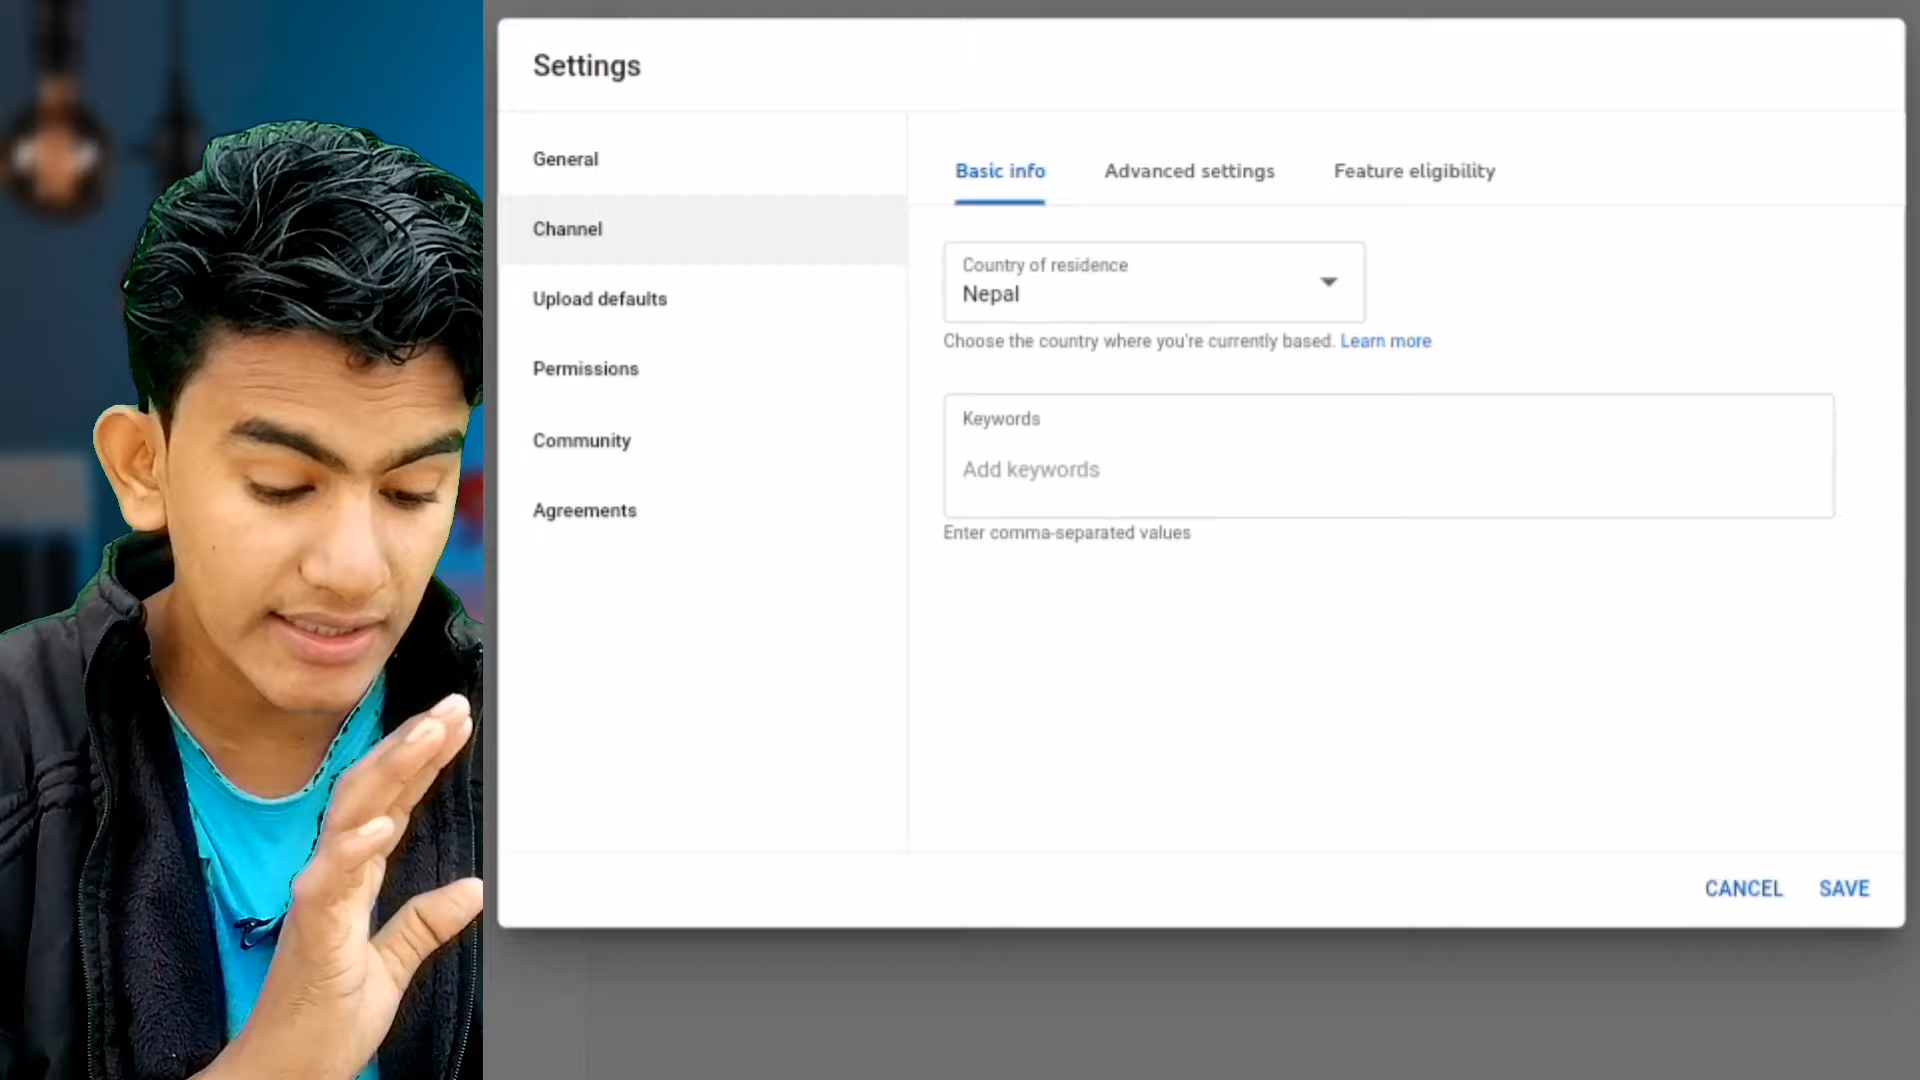 Settings
General
Channel
Upload defaults
Permissions
Community
Agreements
Basic info
Advanced settings
Feature eligibility
Country of residence
Nepal
Choose the country where you're currently based. Learn more
Keywords
Add keywords
Enter comma-separated values
CANCEL
SAVE